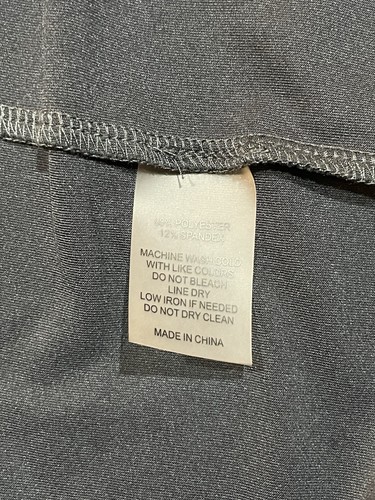 POLYESTER
12% SPANDEX
MACHINE WASH COLD
WITH LIKE COLORS
DO NOT BLEACH
LINE DRY
LOW IRON IF NEEDED
DO NOT DRY CLEAN
MADE IN CHINA